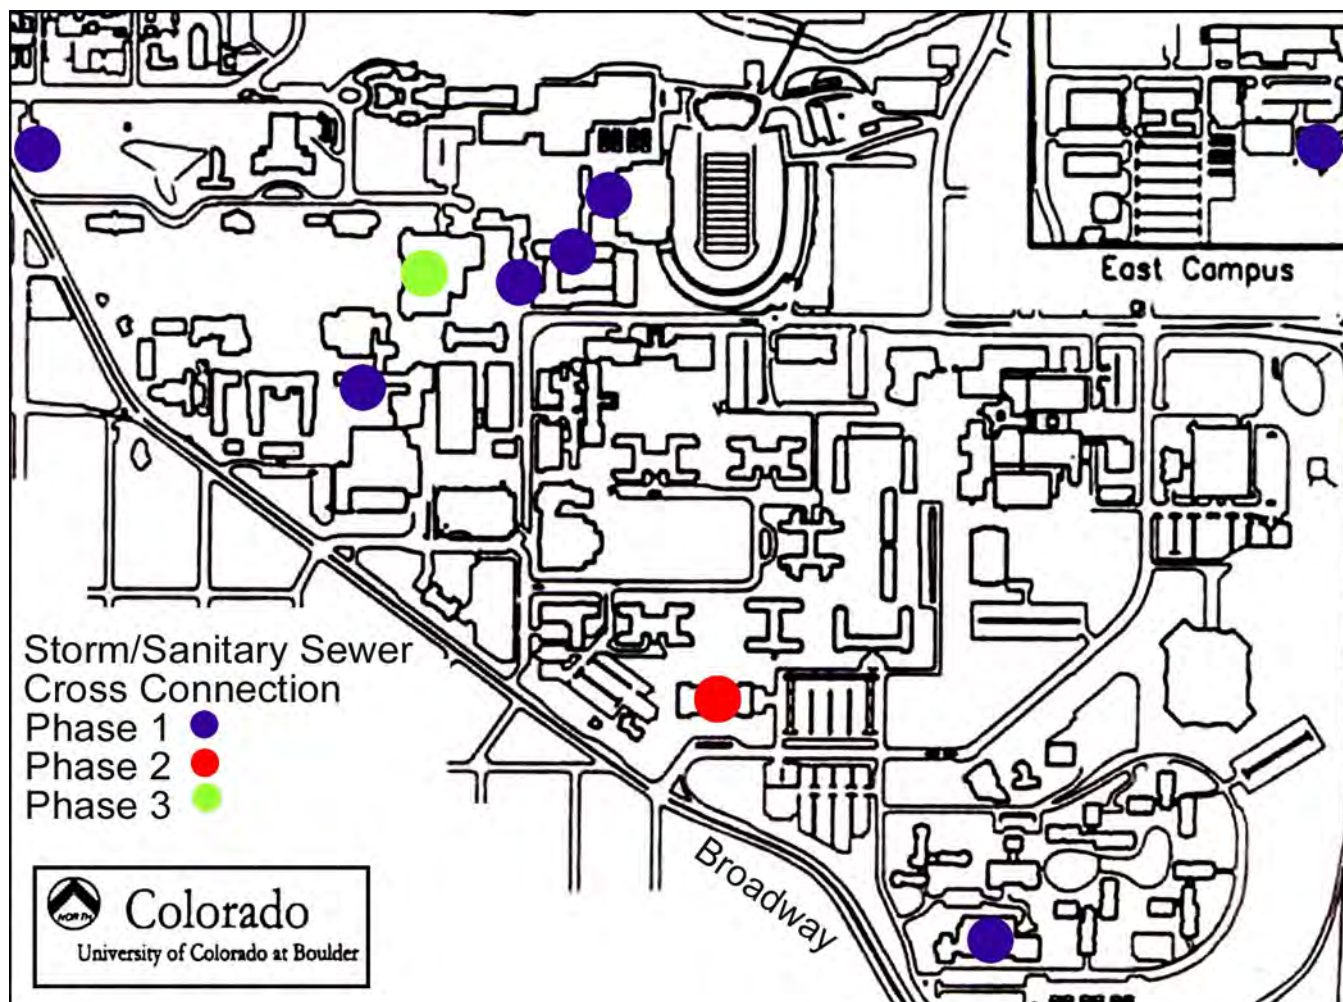 East Campus
Storm/Sanitary Sewer
Cross Connection
Phase 1
Phase 2
Phase 3
Broadway
NORTH
Colorado
University of Colorado at Boulder